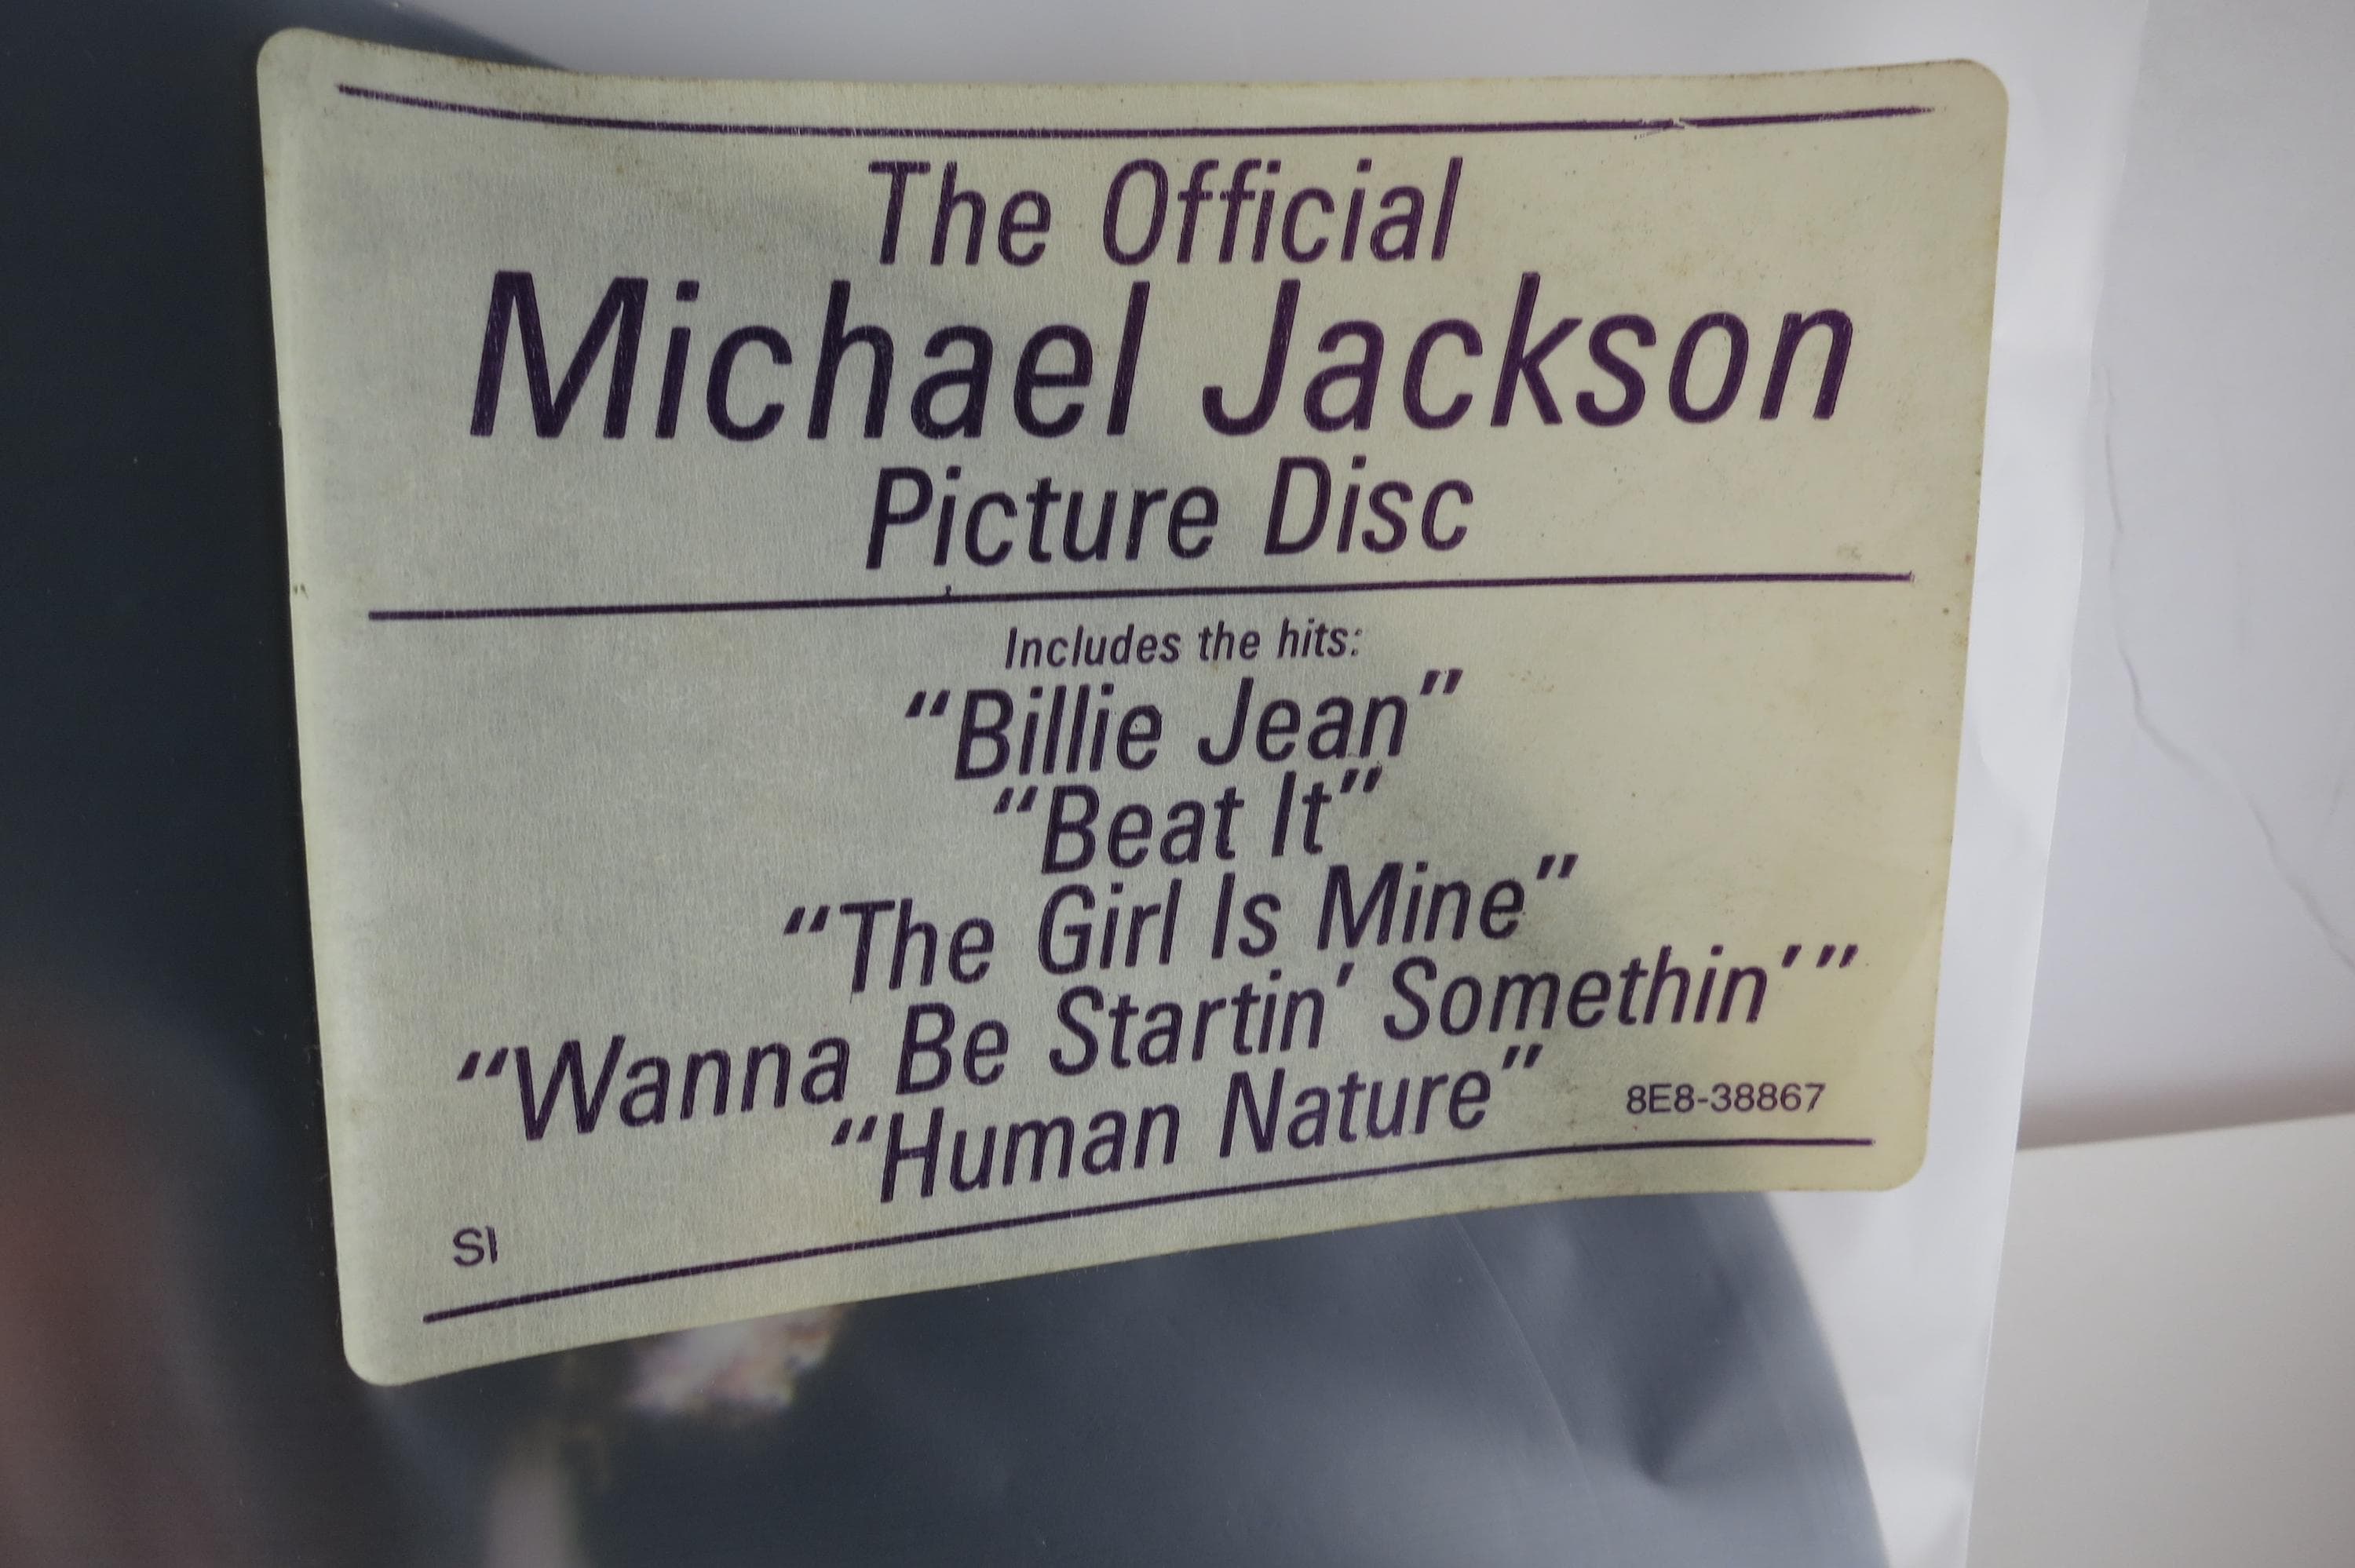 The Official
Michael Jackson
Picture Disc
Includes the hits:
“Billie Jean”
“Beat It”
“The Girl Is Mine”
“Wanna Be Startin’ Somethin’”
“Human Nature”
8E8-38867
SI